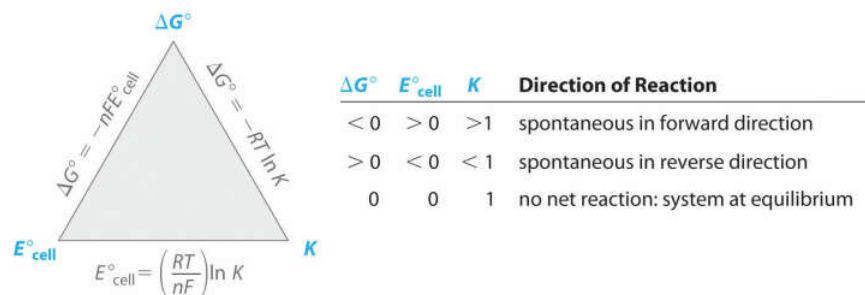 ΔG°
ΔG° = −nFE°cell
ΔG° = −RT ln K
E°cell
K
E°cell = (RT/nF) ln K
ΔG° E°cell K Direction of Reaction
< 0 > 0 >1 spontaneous in forward direction
> 0 < 0 < 1 spontaneous in reverse direction
0 0 1 no net reaction: system at equilibrium